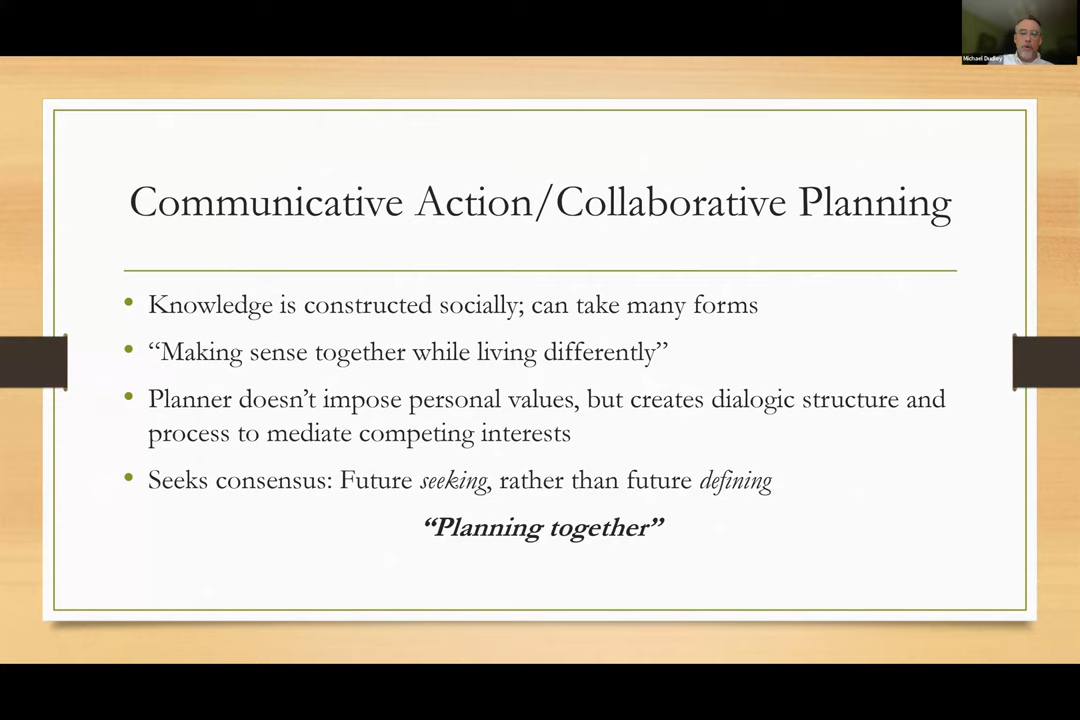 Michael Dudley
Communicative Action/Collaborative Planning
• Knowledge is constructed socially; can take many forms
• “Making sense together while living differently”
• Planner doesn’t impose personal values, but creates dialogic structure and
process to mediate competing interests
• Seeks consensus: Future seeking, rather than future defining
“Planning together”